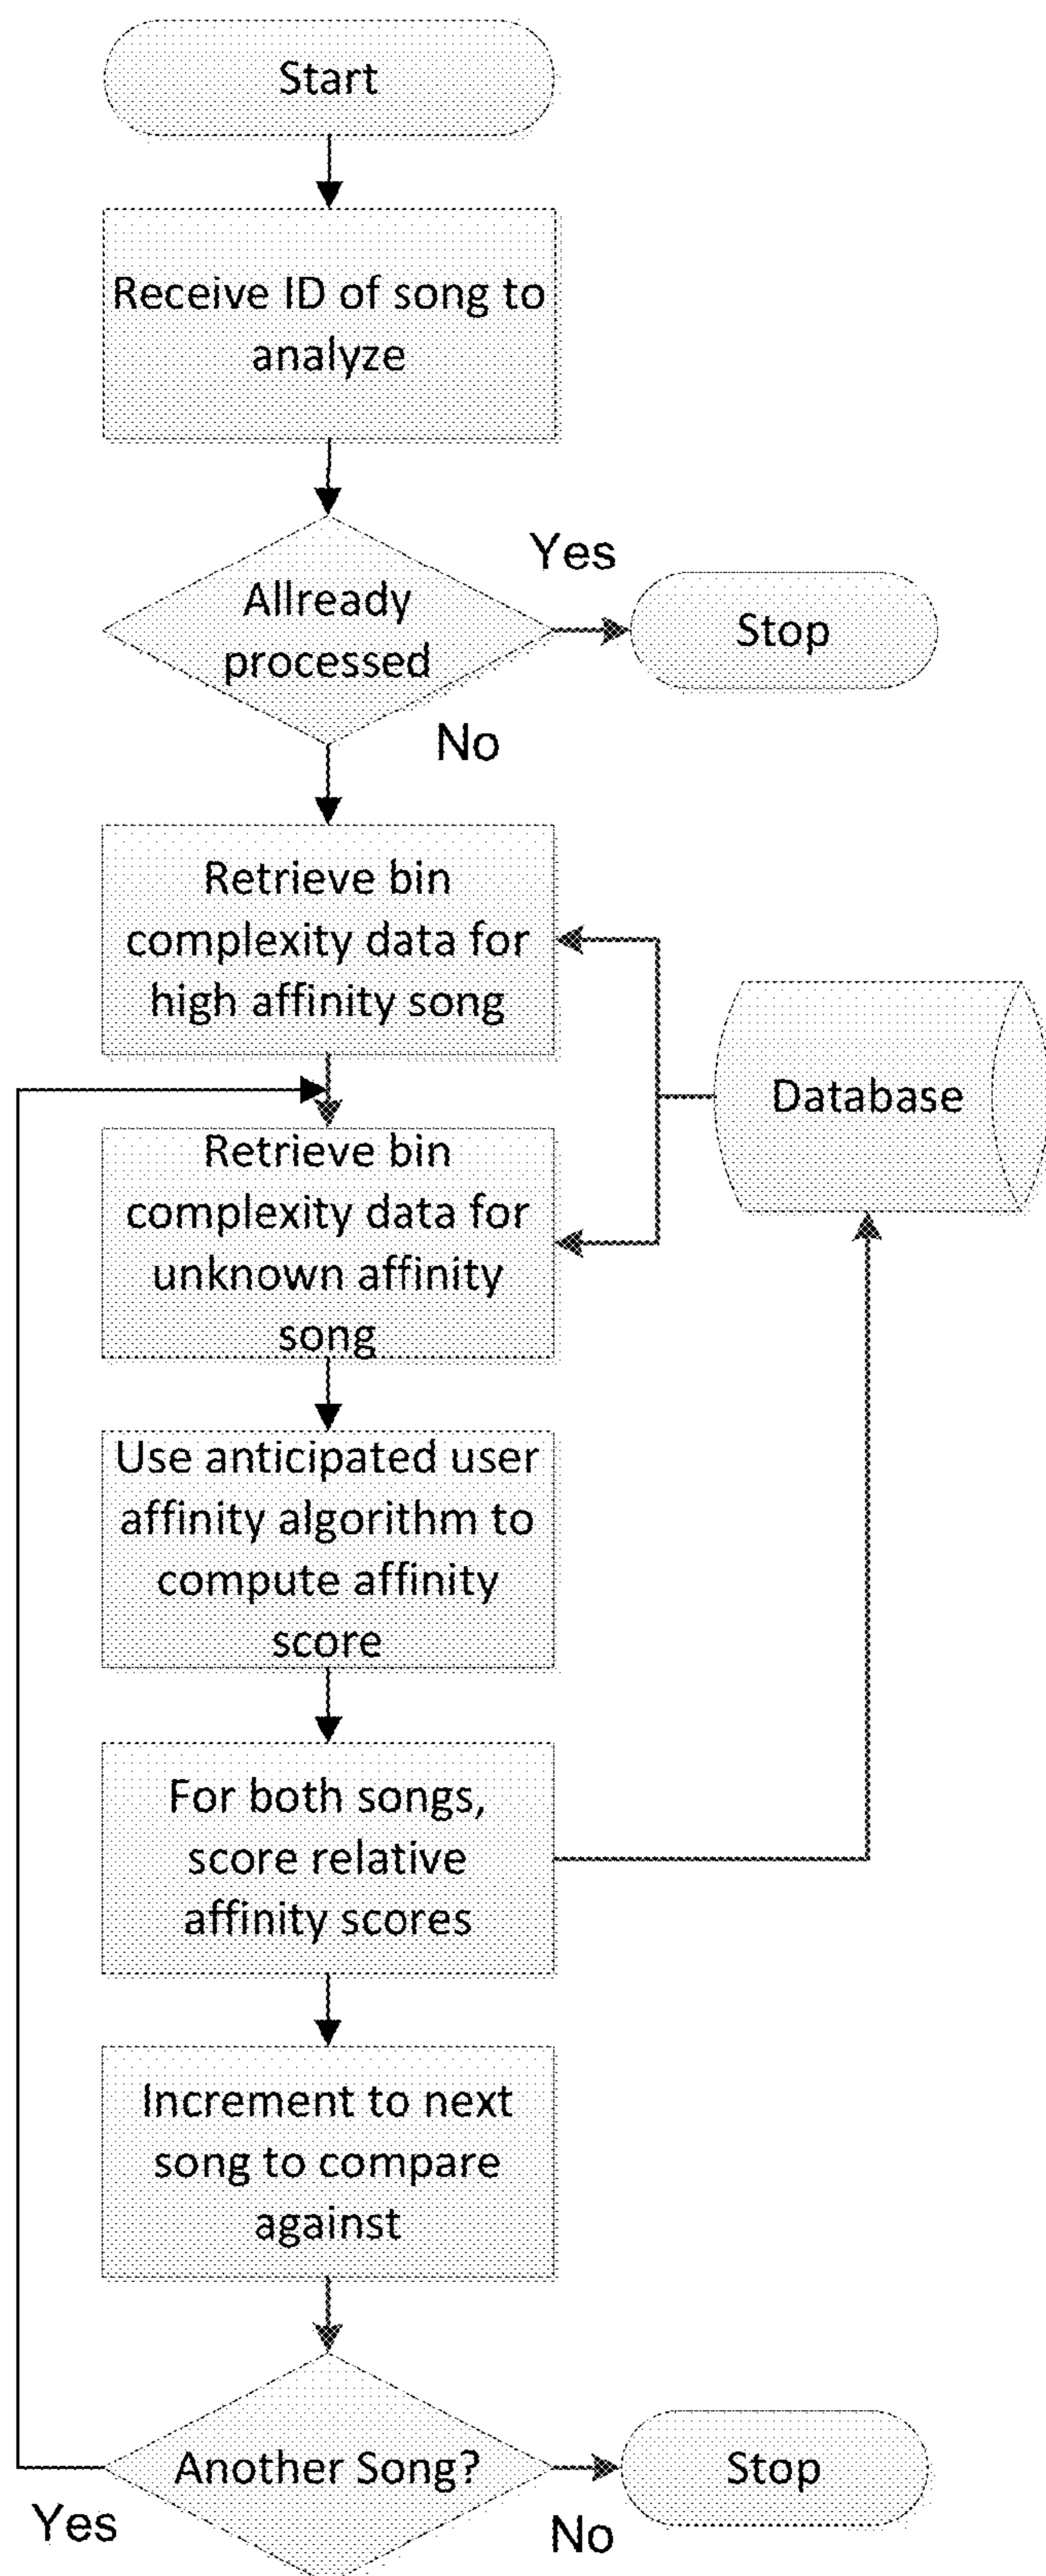 Start
Receive ID of song to
analyze
Yes
Allready
processed
Stop
No
Retrieve bin
complexity data for
high affinity song
Database
Retrieve bin
complexity data for
unknown affinity
song
Use anticipated user
affinity algorithm to
compute affinity
score
For both songs,
score relative
affinity scores
Increment to next
song to compare
against
Another Song?
Stop
Yes
No